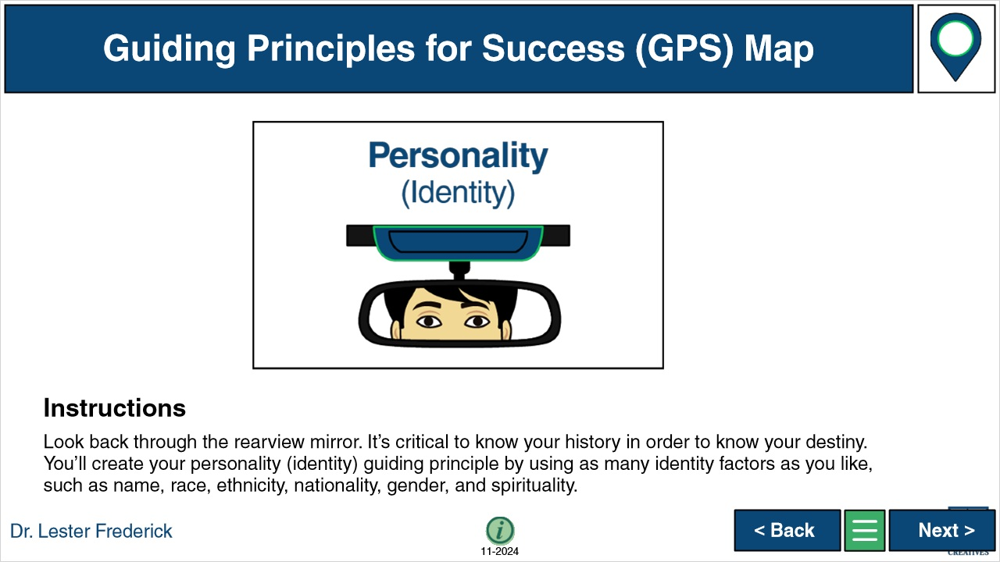 Guiding Principles for Success (GPS) Map
Personality
(Identity)
Instructions
Look back through the rearview mirror. It’s critical to know your history in order to know your destiny.
You’ll create your personality (identity) guiding principle by using as many identity factors as you like,
such as name, race, ethnicity, nationality, gender, and spirituality.
Dr. Lester Frederick
i
11-2024
< Back
Next >
CREATIVES